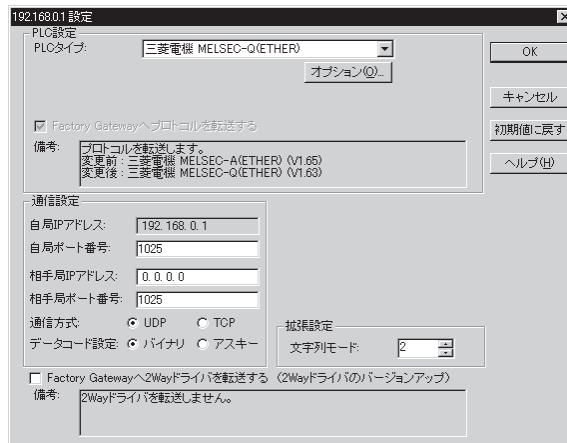 192.168.0.1 設定
PLC設定
PLCタイプ: 三菱電機 MELSEC-Q(ETHER)
オプション(O)...
OK
キャンセル
初期値に戻す
ヘルプ(H)
Factory Gatewayへプロトコルを転送する
備考: プロトコルを転送します。
変更前 : 三菱電機 MELSEC-A(ETHER) (V1.65)
変更後 : 三菱電機 MELSEC-Q(ETHER) (V1.63)
通信設定
自局IPアドレス: 192. 168. 0. 1
自局ポート番号: 1025
相手局IPアドレス: 0. 0. 0. 0
相手局ポート番号: 1025
通信方式: UDP TCP
データコード設定: バイナリ アスキー
拡張設定
文字列モード: 2
Factory Gatewayへ2Wayドライバを転送する (2Wayドライバのバージョンアップ)
備考: 2Wayドライバを転送しません。